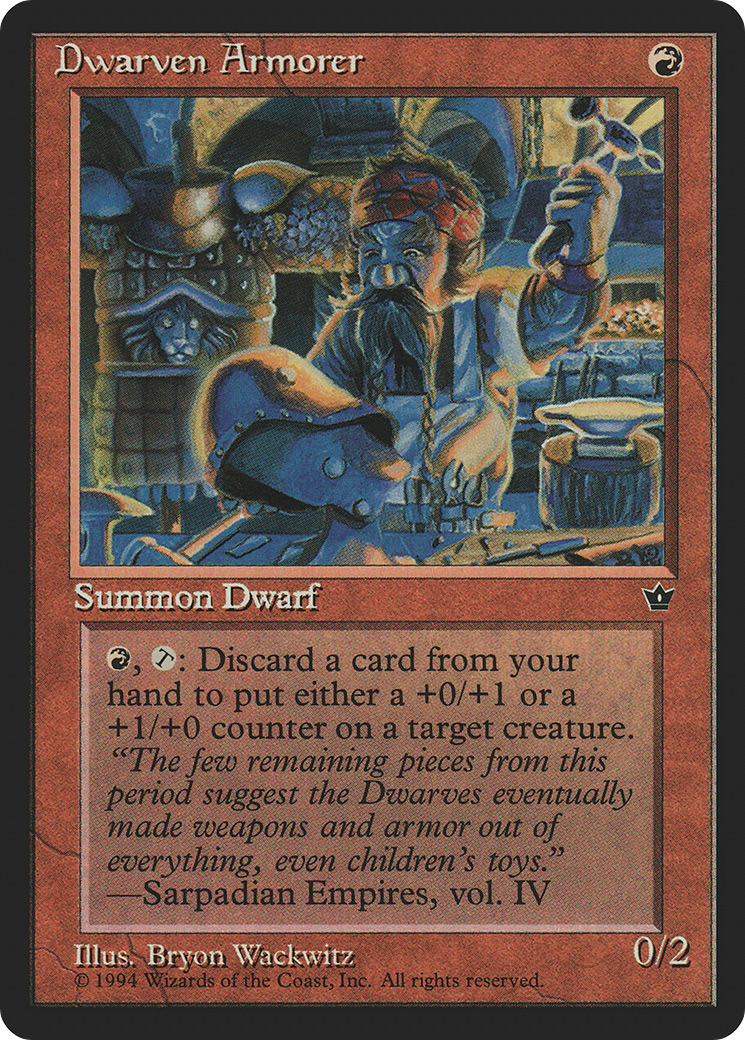 Dwarven Armorer
Summon Dwarf
, T: Discard a card from your
hand to put either a +0/+1 or a
+1/+0 counter on a target creature.
“The few remaining pieces from this
period suggest the Dwarves eventually
made weapons and armor out of
everything, even children’s toys.”
—Sarpadian Empires, vol. IV
Illus. Bryon Wackwitz
0/2
© 1994 Wizards of the Coast, Inc. All rights reserved.